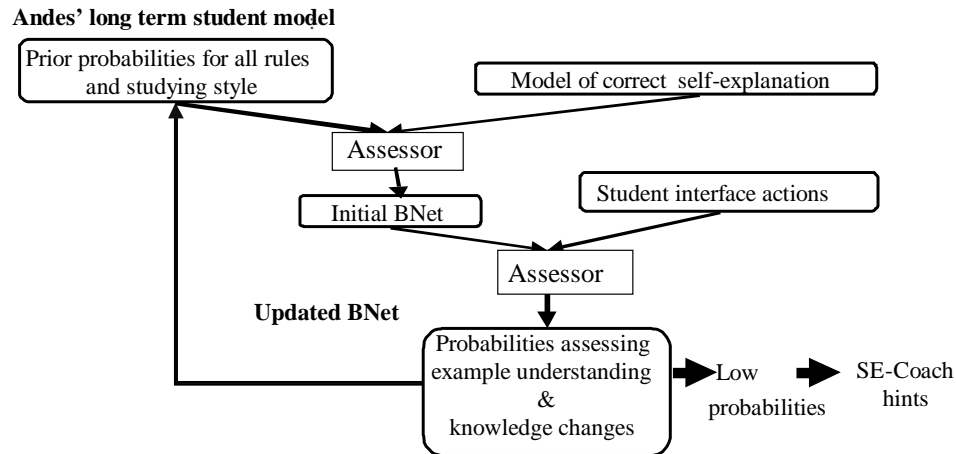 Andes' long term student model
Prior probabilities for all rules
and studying style
Model of correct self-explanation
Assessor
Initial BNet
Student interface actions
Assessor
Updated BNet
Probabilities assessing
example understanding
&
knowledge changes
Low
probabilities
SE-Coach
hints